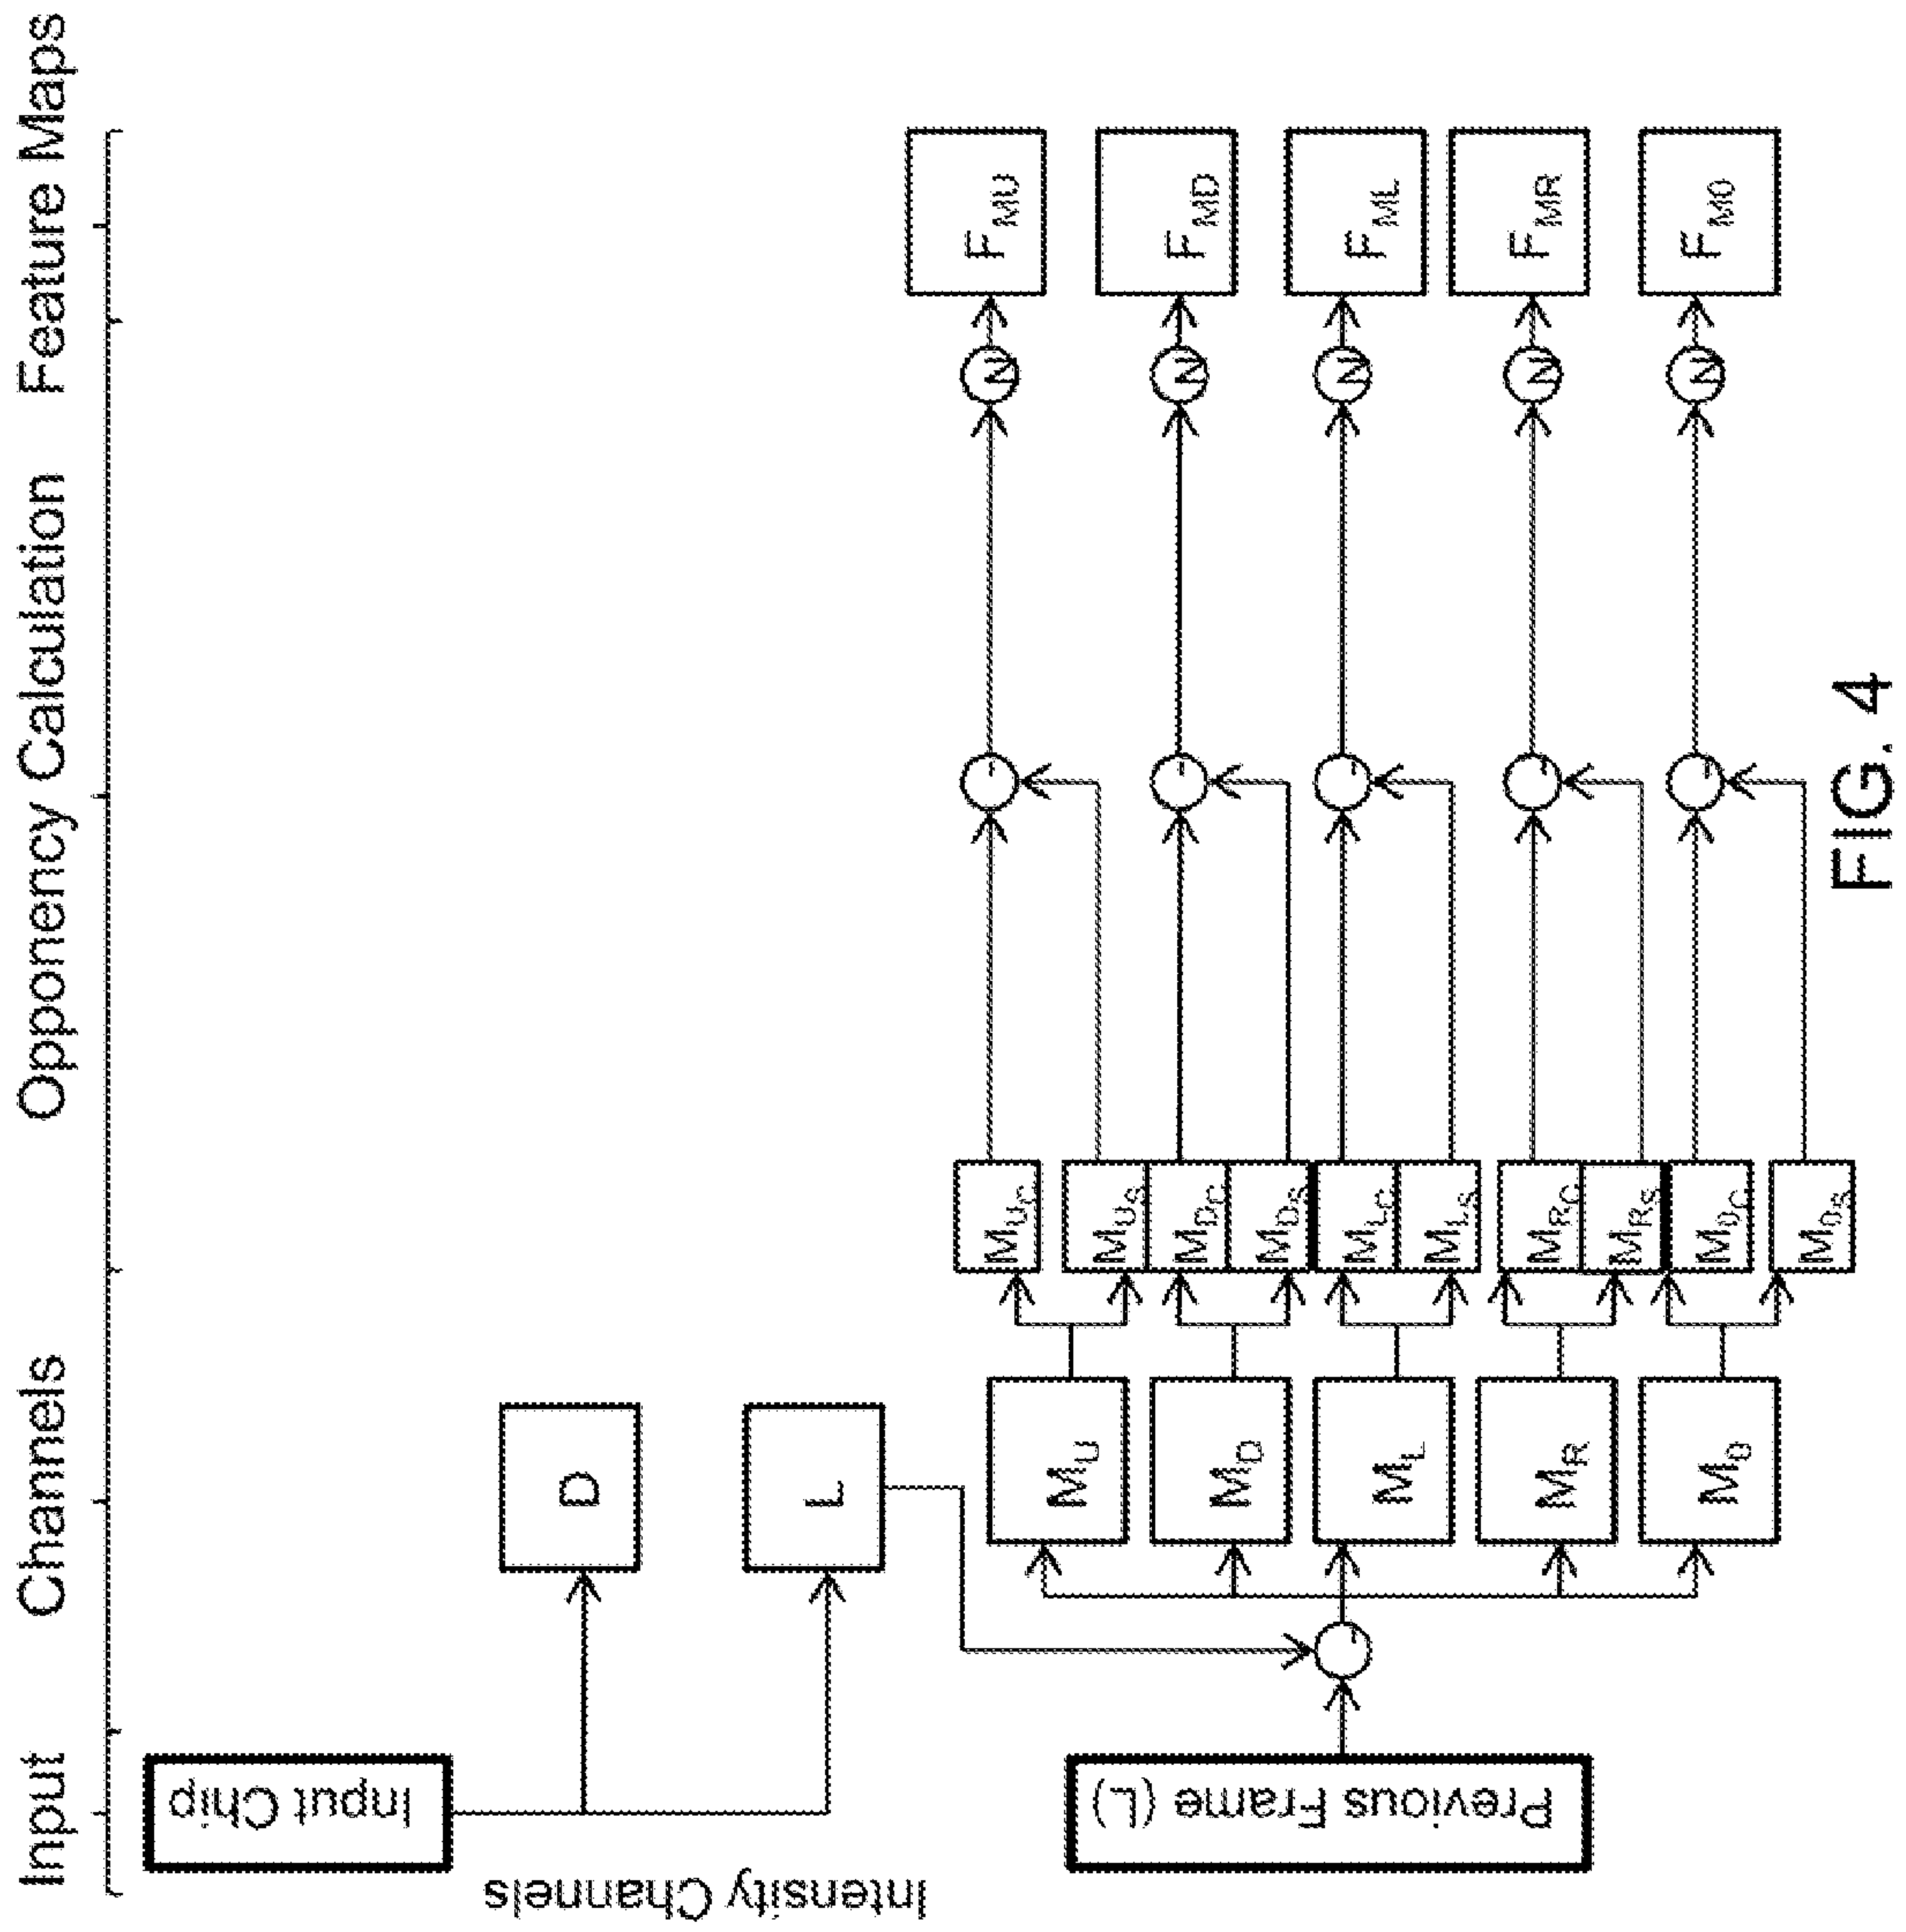 Input Channels Opponency Calculation Feature Maps
Input Chip
Intensity Channels
D
L
Previous Frame (L)
M_U
M_D
M_L
M_R
M_0
M_UC
M_US
M_DC
M_DS
M_LC
M_LS
M_RC
M_RS
M_0C
M_0S
-
-
-
-
-
-
N
N
N
N
N
F_MU
F_MD
F_ML
F_MR
F_M0
FIG. 4